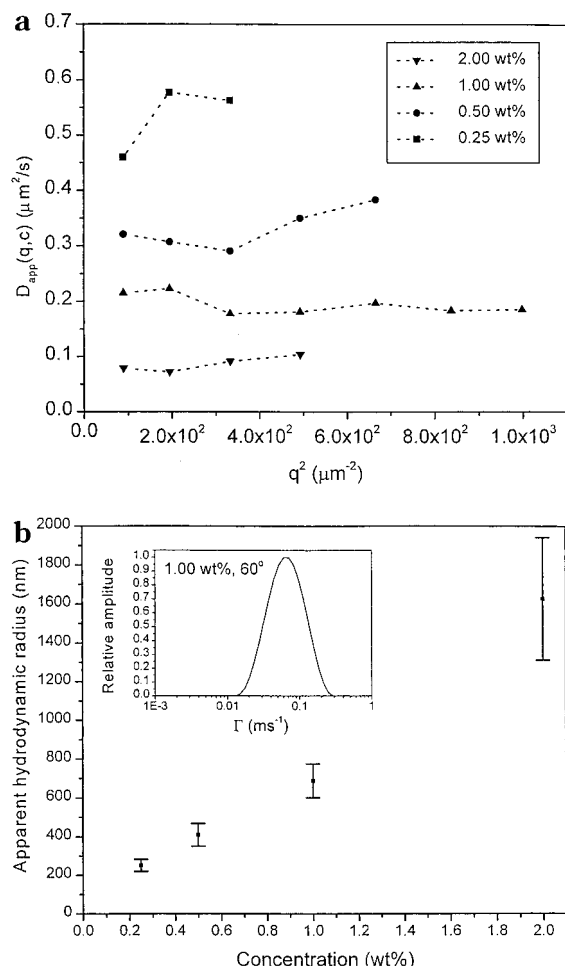 a
0.7
0.6
0.5
0.4
0.3
0.2
0.1
0.0
D_app(q,c) (μm²/s)
2.00 wt%
1.00 wt%
0.50 wt%
0.25 wt%
0.0
2.0x10²
4.0x10²
6.0x10²
8.0x10²
1.0x10³
q² (μm⁻²)
b
2000
1800
1600
1400
1200
1000
800
600
400
200
0
Apparent hydrodynamic radius (nm)
1.0
0.9
0.8
0.7
0.6
0.5
0.4
0.3
0.2
0.1
0.0
Relative amplitude
1.00 wt%, 60°
1E-3
0.01
0.1
1
Γ (ms⁻¹)
0.0
0.2
0.4
0.6
0.8
1.0
1.2
1.4
1.6
1.8
2.0
Concentration (wt%)